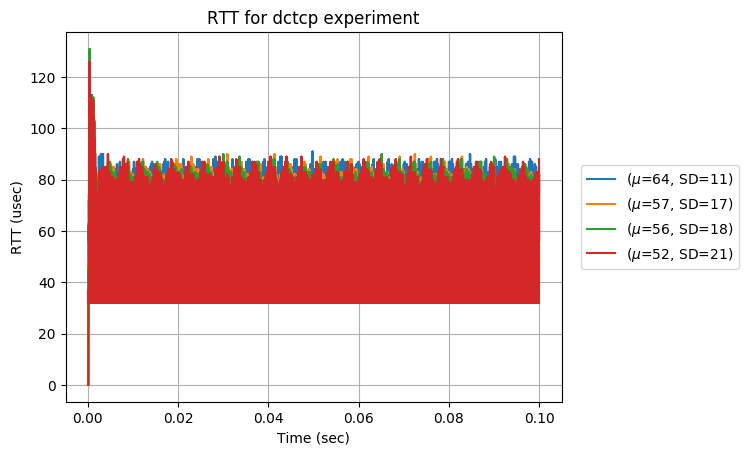 RTT for dctcp experiment
RTT (usec)
120
100
80
60
40
20
0
0.00 0.02 0.04 0.06 0.08 0.10
Time (sec)
(μ=64, SD=11)
(μ=57, SD=17)
(μ=56, SD=18)
(μ=52, SD=21)